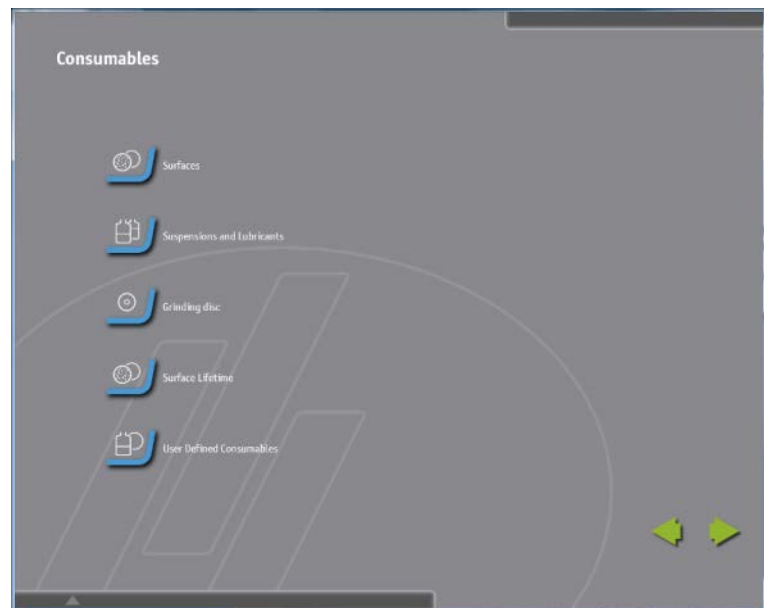 Consumables
Surfaces
Suspensions and Lubricants
Grinding disc
Surface Lifetime
User Defined Consumables